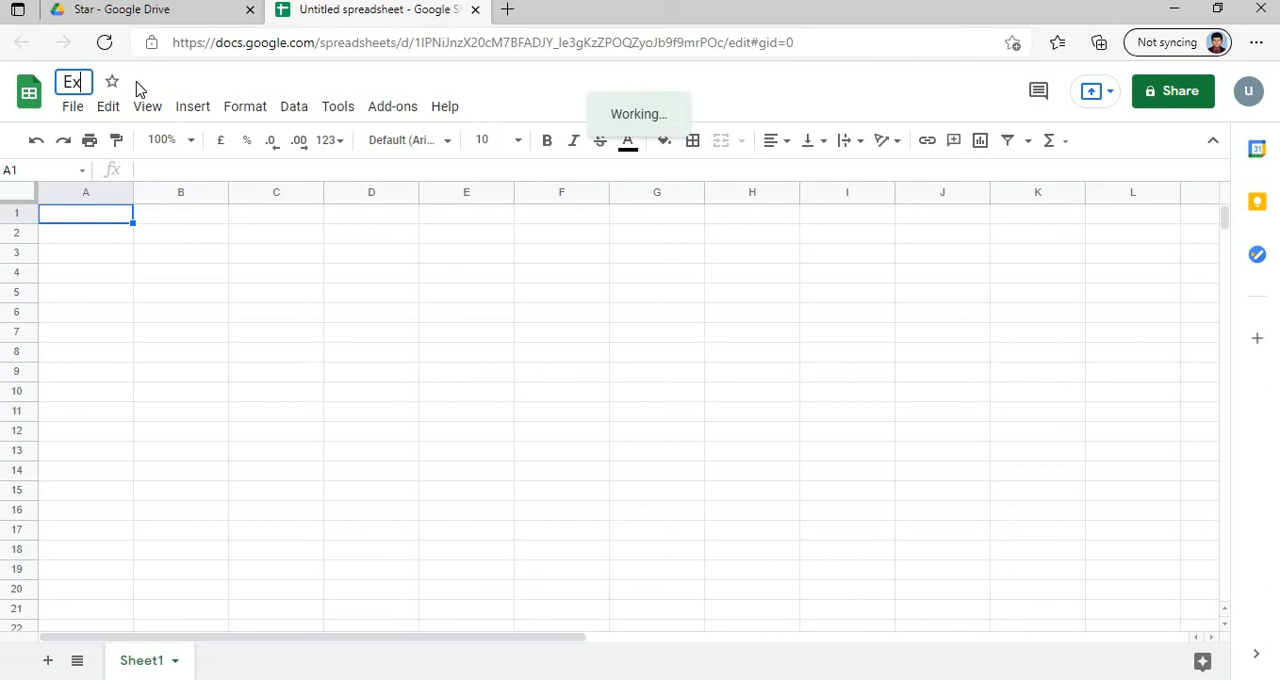 Star - Google Drive
Untitled spreadsheet - Google S
https://docs.google.com/spreadsheets/d/1IPNiJnzX20cM7BFADJY_Ie3gKzZPOQZyoJb9f9mrPOc/edit#gid=0
Not syncing
Ex
File Edit View Insert Format Data Tools Add-ons Help
Working...
Share
u
100% £ % .0 .00 123 Default (Ari... 10 B I S A Σ
A1 fx
A B C D E F G H I J K L
1
2
3
4
5
6
7
8
9
10
11
12
13
14
15
16
17
18
19
20
21
22
Sheet1
31